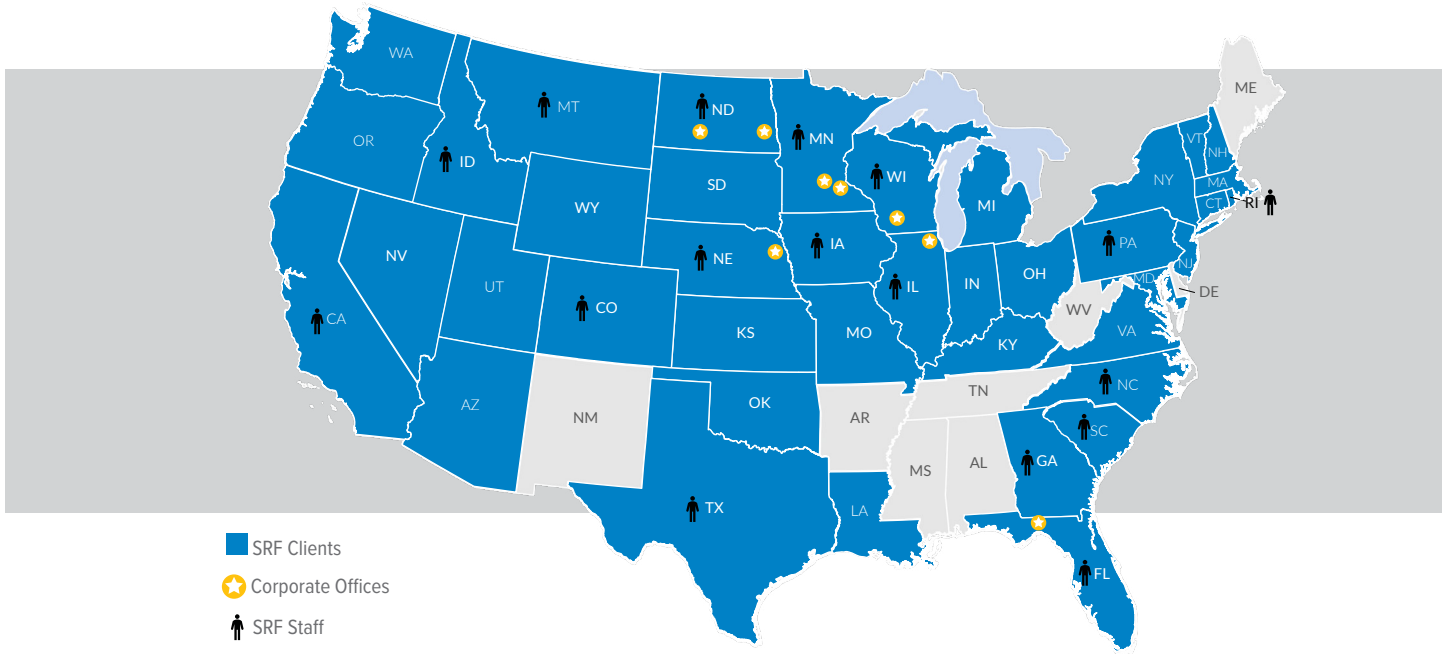 WA
MT
ND
MN
ME
OR
ID
SD
WI
MI
VT
NH
NY
MA
CT
RI
WY
NV
NE
IA
PA
NJ
UT
CO
IL
IN
OH
MD
DE
WV
CA
KS
MO
KY
VA
AZ
NM
OK
AR
TN
NC
SC
MS
AL
GA
TX
LA
FL
SRF Clients
Corporate Offices
SRF Staff